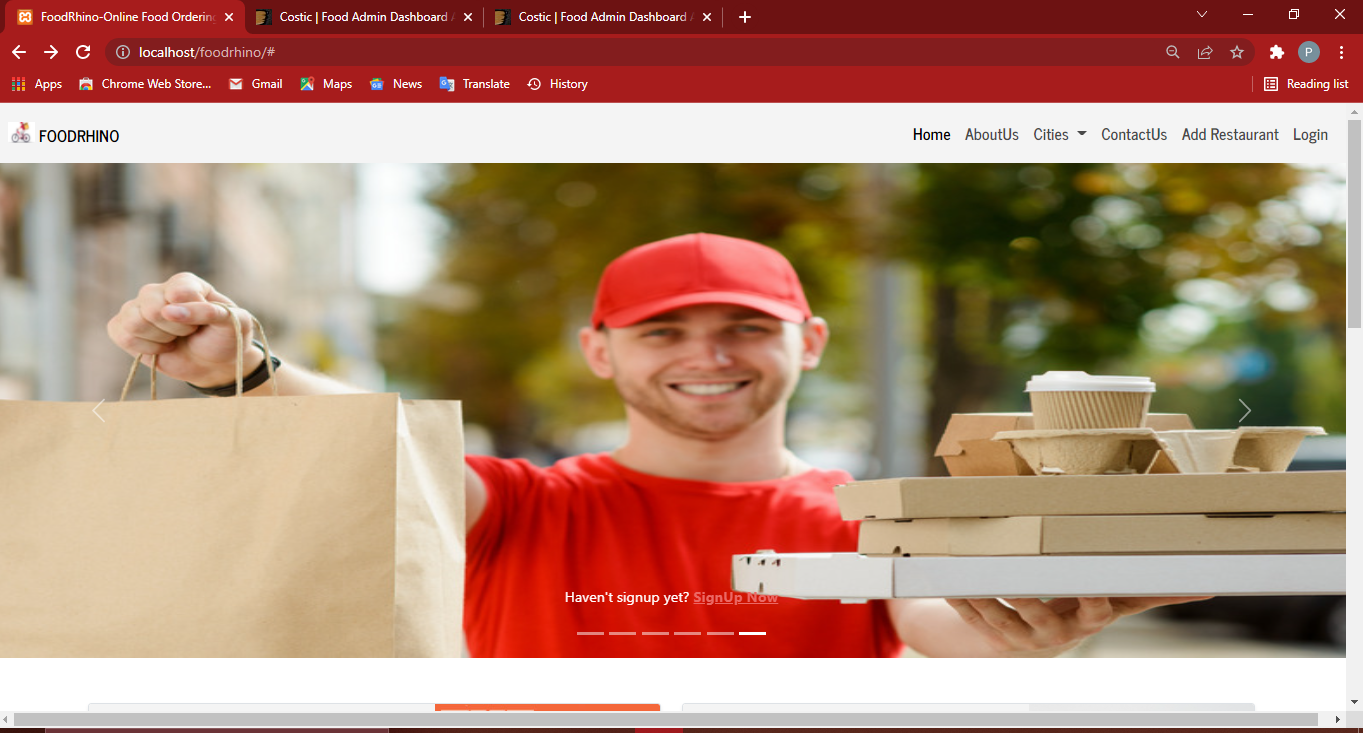 FoodRhino-Online Food Ordering
Costic | Food Admin Dashboard
Costic | Food Admin Dashboard
localhost/foodrhino/#
P
Apps
Chrome Web Store...
Gmail
Maps
News
Translate
History
Reading list
FOODRHINO
Home
AboutUs
Cities
ContactUs
Add Restaurant
Login
Haven't signup yet? SignUp Now